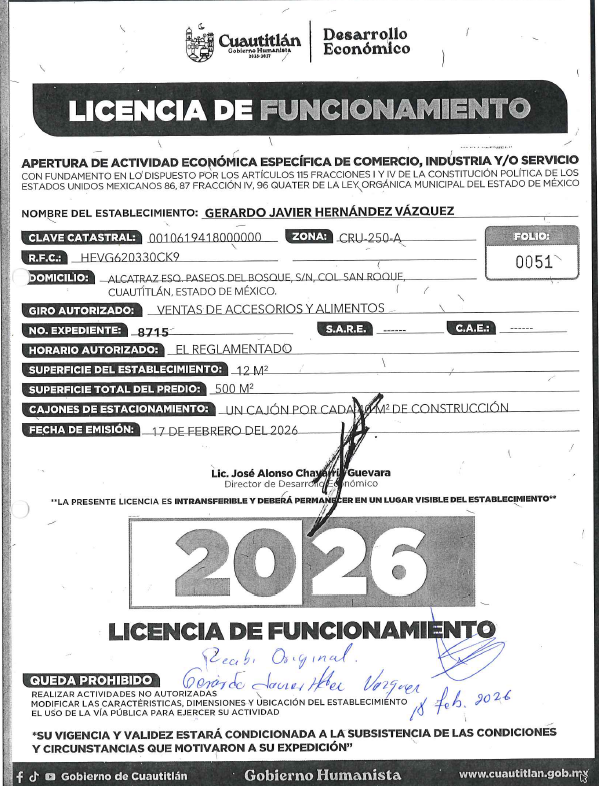 Cuautitlán
Gobierno Humanista
2025-2027
Desarrollo
Económico
LICENCIA DE FUNCIONAMIENTO
APERTURA DE ACTIVIDAD ECONÓMICA ESPECÍFICA DE COMERCIO, INDUSTRIA Y/O SERVICIO
CON FUNDAMENTO EN LO DISPUESTO POR LOS ARTÍCULOS 115 FRACCIONES I Y IV DE LA CONSTITUCIÓN POLÍTICA DE LOS
ESTADOS UNIDOS MEXICANOS 86, 87 FRACCIÓN IV, 96 QUATER DE LA LEY ORGÁNICA MUNICIPAL DEL ESTADO DE MÉXICO
NOMBRE DEL ESTABLECIMIENTO: GERARDO JAVIER HERNÁNDEZ VÁZQUEZ
CLAVE CATASTRAL: 0010619418000000 ZONA: CRU-250-A
FOLIO:
0051
R.F.C.: HEVG620330CK9
DOMICILIO: ALCATRAZ ESQ. PASEOS DEL BOSQUE, S/N, COL. SAN ROQUE,
CUAUTITLÁN, ESTADO DE MÉXICO.
GIRO AUTORIZADO: VENTAS DE ACCESORIOS Y ALIMENTOS
NO. EXPEDIENTE: 8715 S.A.R.E. ------ C.A.E.: ------
HORARIO AUTORIZADO: EL REGLAMENTADO
SUPERFICIE DEL ESTABLECIMIENTO: 12 M²
SUPERFICIE TOTAL DEL PREDIO: 500 M²
CAJONES DE ESTACIONAMIENTO: UN CAJÓN POR CADA M² DE CONSTRUCCIÓN
FECHA DE EMISIÓN: 17 DE FEBRERO DEL 2026
Lic. José Alonso Chavarría Guevara
Director de Desarrollo Económico
"LA PRESENTE LICENCIA ES INTRANSFERIBLE Y DEBERÁ PERMANECER EN UN LUGAR VISIBLE DEL ESTABLECIMIENTO"
2026
LICENCIA DE FUNCIONAMIENTO
Recibi Original.
Gerardo Javier Hdez Vazquez
18 feb. 2026
QUEDA PROHIBIDO
REALIZAR ACTIVIDADES NO AUTORIZADAS
MODIFICAR LAS CARACTERÍSTICAS, DIMENSIONES Y UBICACIÓN DEL ESTABLECIMIENTO
EL USO DE LA VÍA PÚBLICA PARA EJERCER SU ACTIVIDAD
"SU VIGENCIA Y VALIDEZ ESTARÁ CONDICIONADA A LA SUBSISTENCIA DE LAS CONDICIONES
Y CIRCUNSTANCIAS QUE MOTIVARON A SU EXPEDICIÓN"
Gobierno de Cuautitlán
Gobierno Humanista
www.cuautitlan.gob.mx